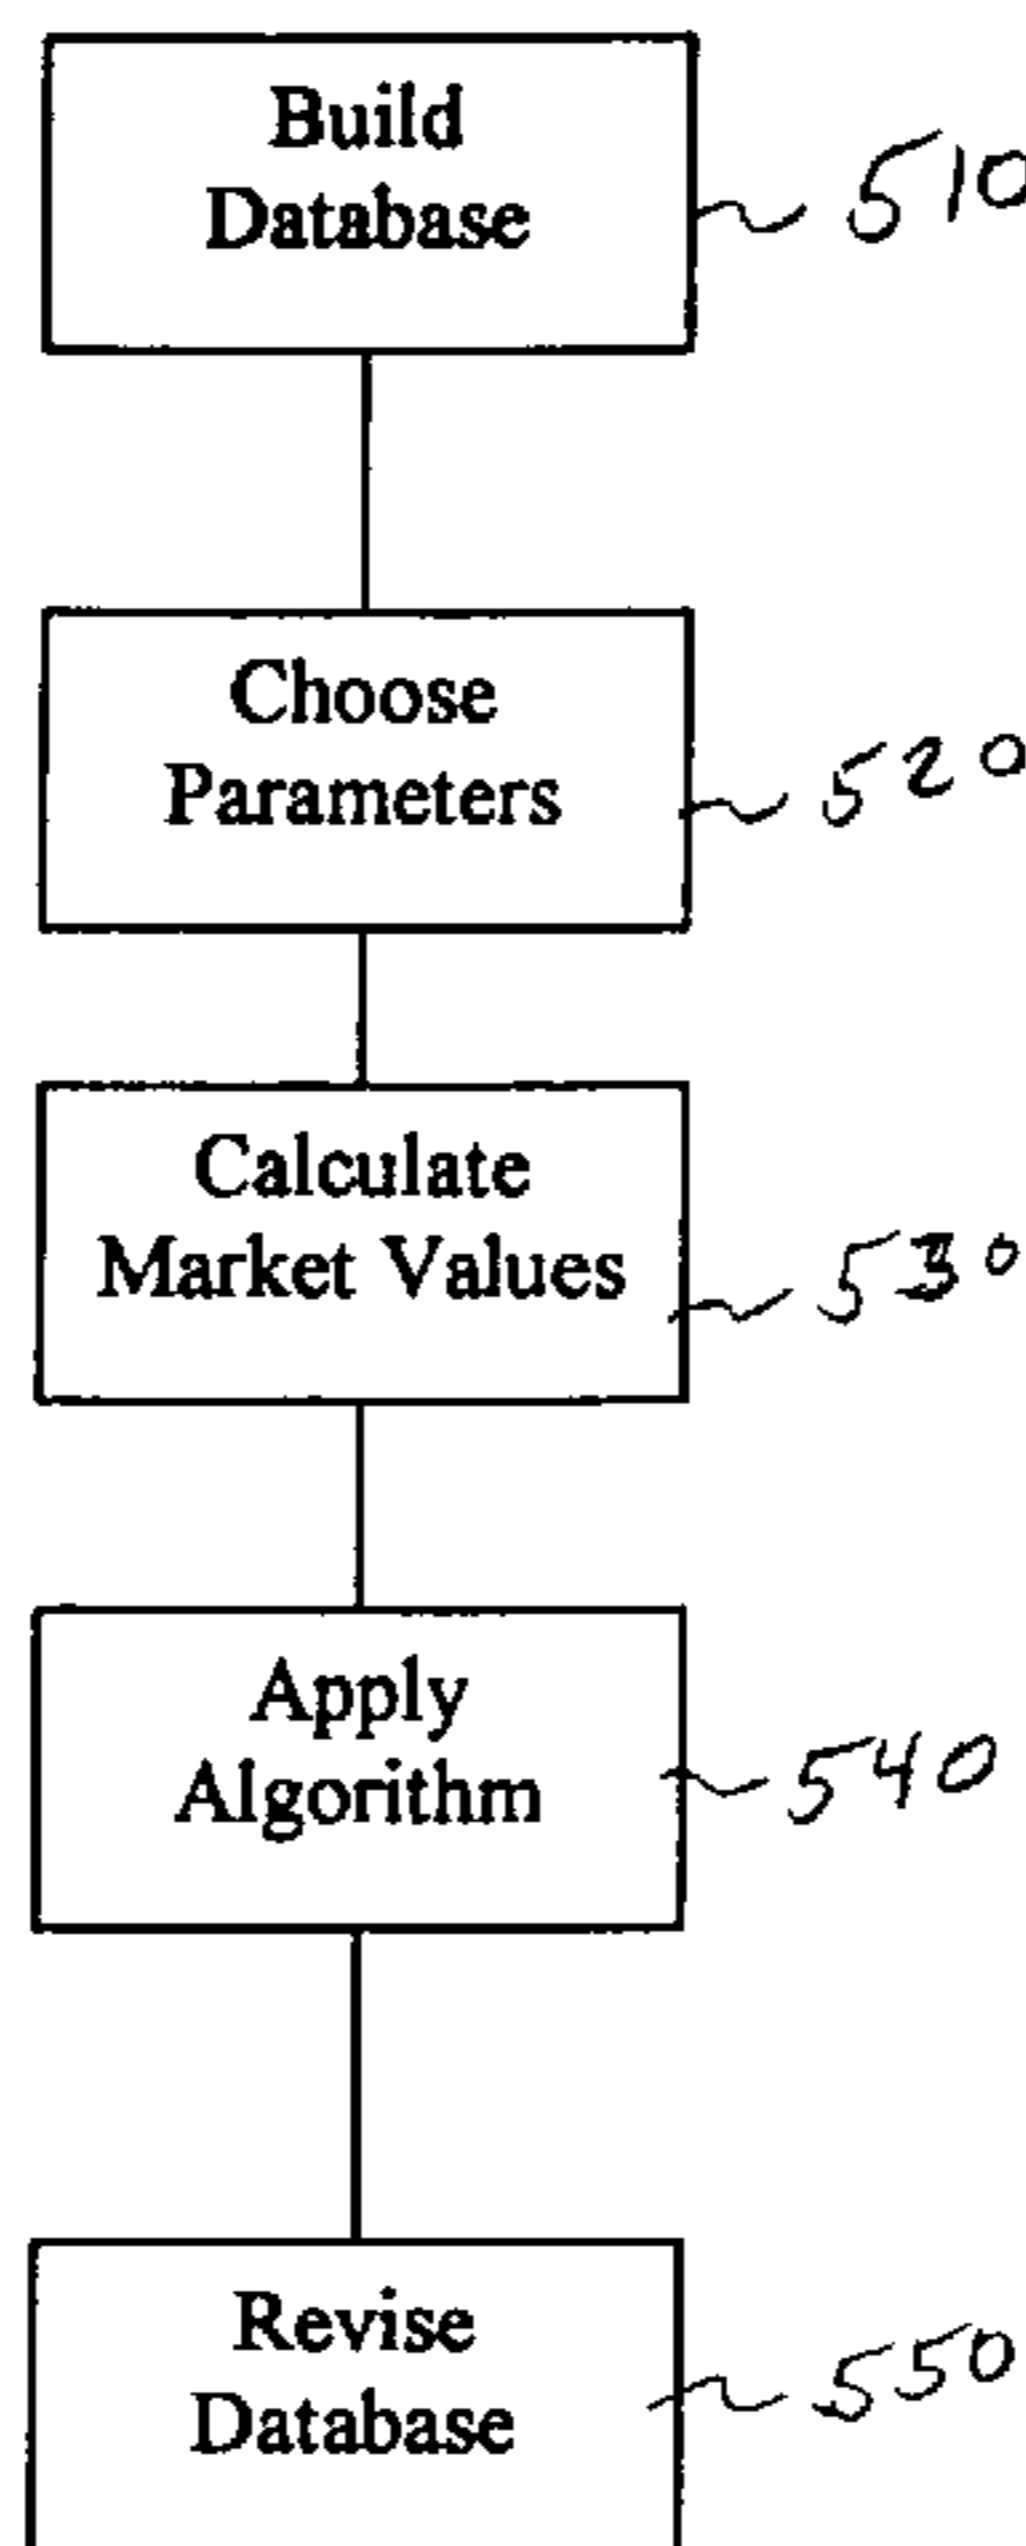 Build
Database
510
Choose
Parameters
520
Calculate
Market Values
530
Apply
Algorithm
540
Revise
Database
550